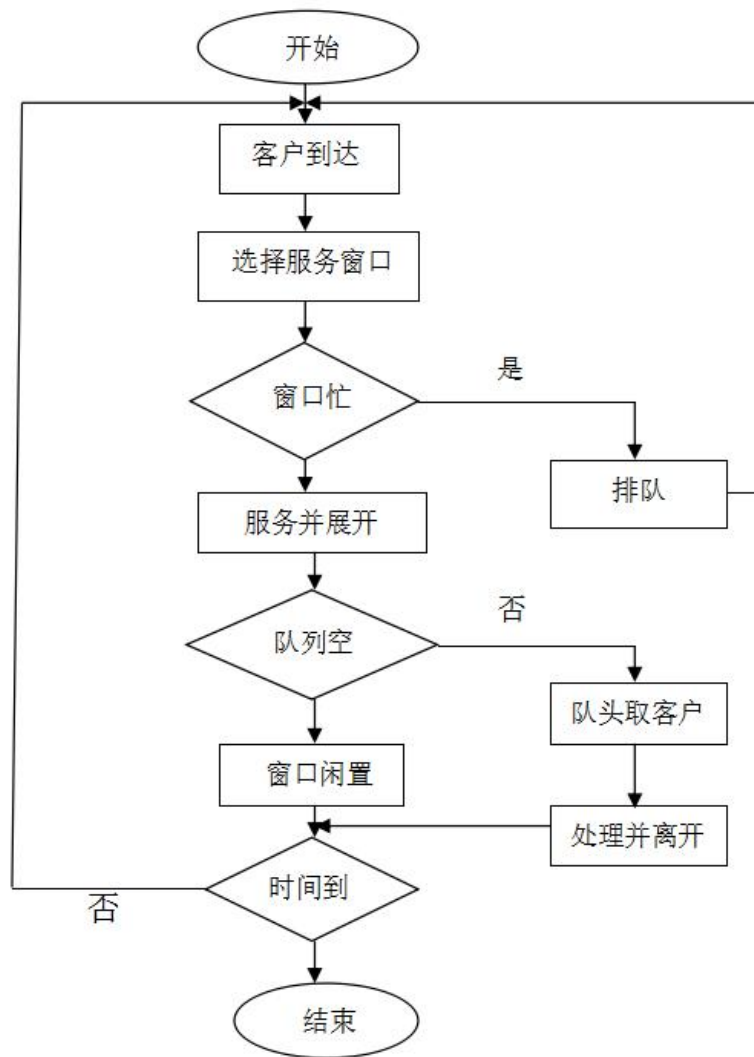 开始
客户到达
选择服务窗口
窗口忙
是
排队
服务并展开
队列空
否
队头取客户
窗口闲置
处理并离开
时间到
否
结束